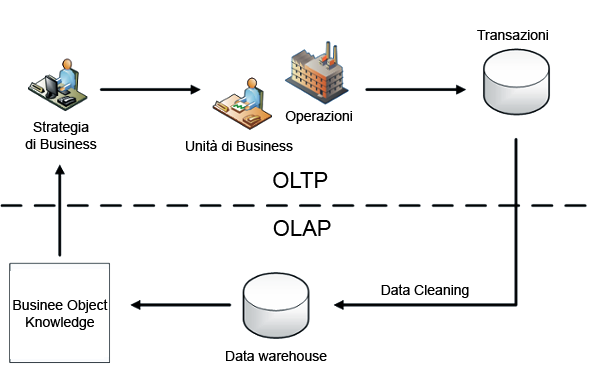 Transazioni
Strategia
di Business
Operazioni
Unità di Business
OLTP
OLAP
Data Cleaning
Businee Object
Knowledge
Data warehouse